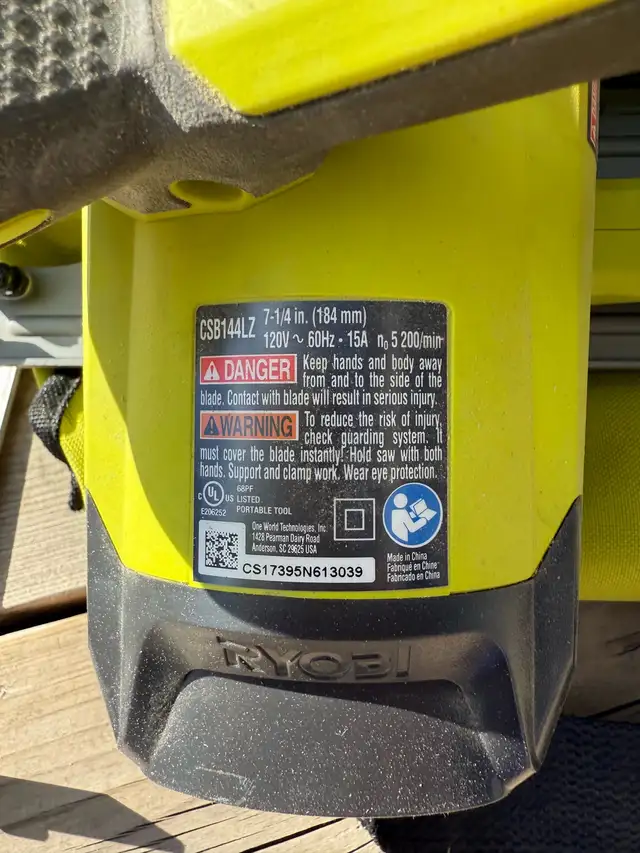 CSB144LZ 7-1/4 in. (184 mm)
120V ~ 60Hz • 15A n₀ 5 200/min
DANGER Keep hands and body away
from and to the side of the
blade. Contact with blade will result in serious injury.
WARNING To reduce the risk of injury,
check guarding system. It
must cover the blade instantly! Hold saw with both
hands. Support and clamp work. Wear eye protection.
C UL US
68PF
LISTED
PORTABLE TOOL
E206252
One World Technologies, Inc.
1428 Pearman Dairy Road
Anderson, SC 29625 USA
Made in China
Fabriqué en Chine
Fabricado en China
CS17395N613039
RYOBI